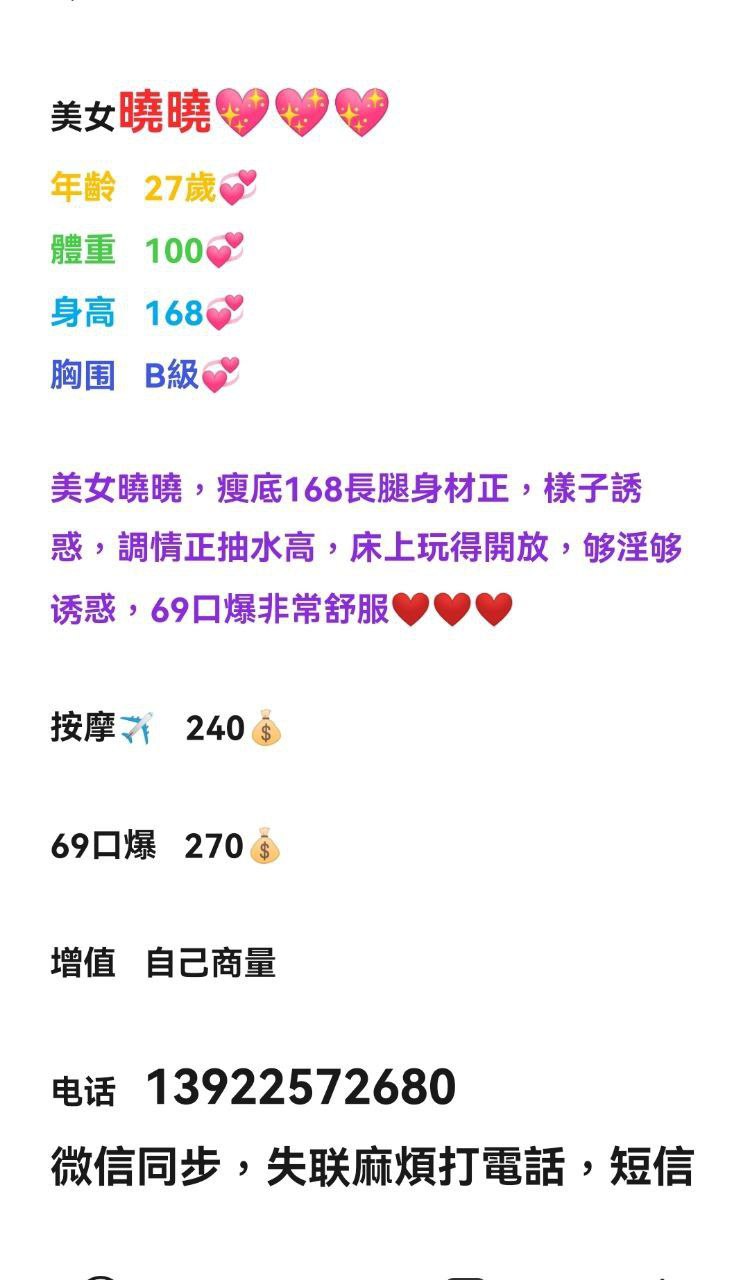 美女曉曉💖💖💖
年齡 27歲💞
體重 100💞
身高 168💞
胸围 B級💞
美女曉曉，瘦底168長腿身材正，樣子誘
惑，調情正抽水高，床上玩得開放，够淫够
诱惑，69口爆非常舒服❤️❤️❤️
按摩✈️ 240💰
69口爆 270💰
增值 自己商量
电话 13922572680
微信同步，失联麻煩打電話，短信